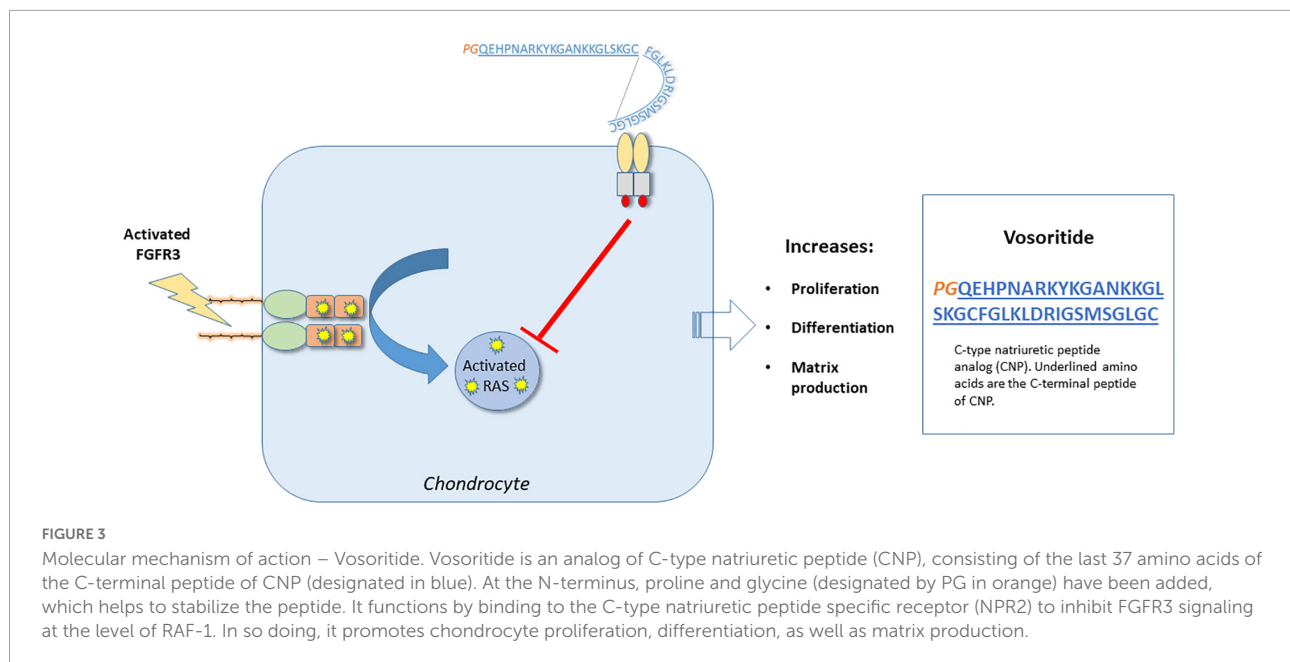 PGQEHPNARKYKGANKKGLSKGC
FGLKLDRIGSMSGLGC
Activated
FGFR3
Activated
RAS
Chondrocyte
Increases:
• Proliferation
• Differentiation
• Matrix
production
Vosoritide
PGQEHPNARKYKGANKKGL
SKGCFGLKLDRIGSMSGLGC
C-type natriuretic peptide
analog (CNP). Underlined amino
acids are the C-terminal peptide
of CNP.
FIGURE 3
Molecular mechanism of action – Vosoritide. Vosoritide is an analog of C-type natriuretic peptide (CNP), consisting of the last 37 amino acids of
the C-terminal peptide of CNP (designated in blue). At the N-terminus, proline and glycine (designated by PG in orange) have been added,
which helps to stabilize the peptide. It functions by binding to the C-type natriuretic peptide specific receptor (NPR2) to inhibit FGFR3 signaling
at the level of RAF-1. In so doing, it promotes chondrocyte proliferation, differentiation, as well as matrix production.